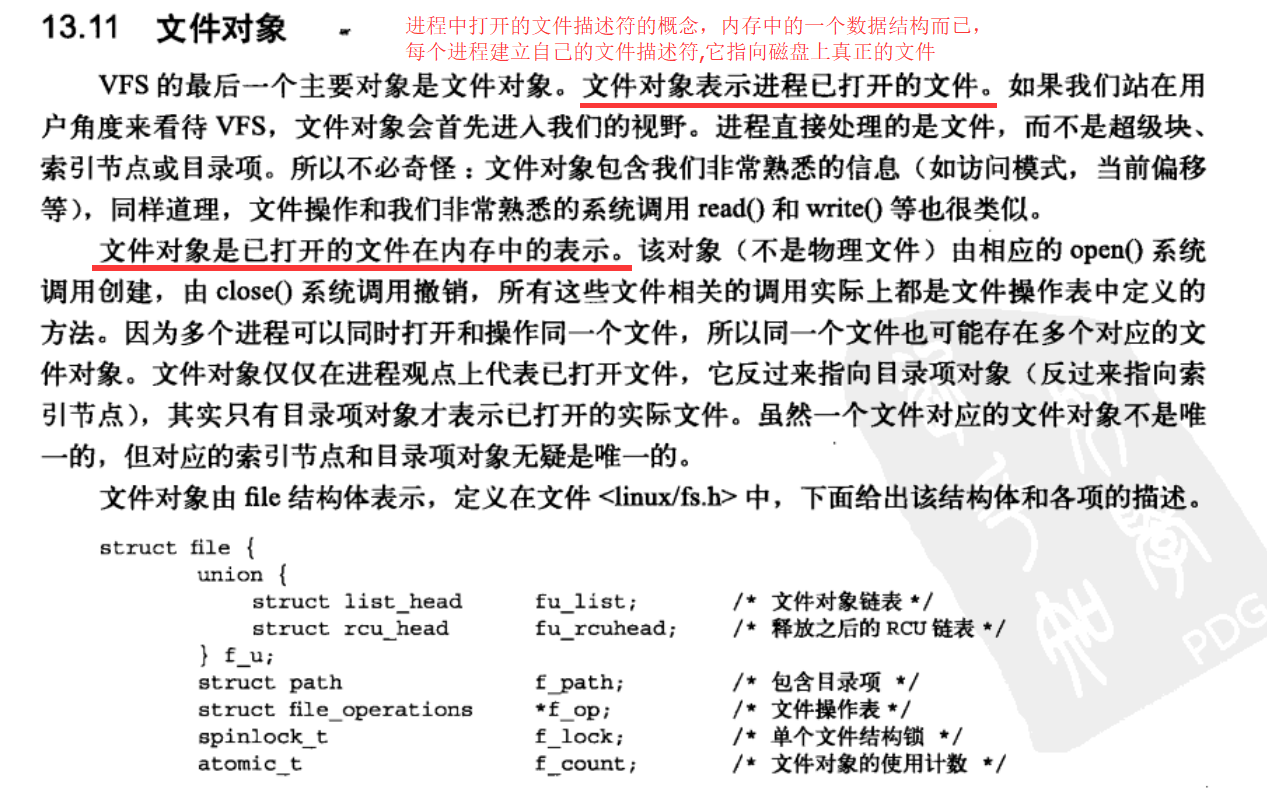 13.11 文件对象
进程中打开的文件描述符的概念，内存中的一个数据结构而已，
每个进程建立自己的文件描述符,它指向磁盘上真正的文件
VFS 的最后一个主要对象是文件对象。文件对象表示进程已打开的文件。如果我们站在用
户角度来看待 VFS，文件对象会首先进入我们的视野。进程直接处理的是文件，而不是超级块、
索引节点或目录项。所以不必奇怪：文件对象包含我们非常熟悉的信息（如访问模式，当前偏移
等），同样道理，文件操作和我们非常熟悉的系统调用 read() 和 write() 等也很类似。
文件对象是已打开的文件在内存中的表示。该对象（不是物理文件）由相应的 open() 系统
调用创建，由 close() 系统调用撤销，所有这些文件相关的调用实际上都是文件操作表中定义的
方法。因为多个进程可以同时打开和操作同一个文件，所以同一个文件也可能存在多个对应的文
件对象。文件对象仅仅在进程观点上代表已打开文件，它反过来指向目录项对象（反过来指向索
引节点），其实只有目录项对象才表示已打开的实际文件。虽然一个文件对应的文件对象不是唯
一的，但对应的索引节点和目录项对象无疑是唯一的。
文件对象由 file 结构体表示，定义在文件 <linux/fs.h> 中，下面给出该结构体和各项的描述。
struct file {
union {
struct list_head fu_list; /* 文件对象链表 */
struct rcu_head fu_rcuhead; /* 释放之后的 RCU 链表 */
} f_u;
struct path f_path; /* 包含目录项 */
struct file_operations *f_op; /* 文件操作表 */
spinlock_t f_lock; /* 单个文件结构锁 */
atomic_t f_count; /* 文件对象的使用计数 */
PDG